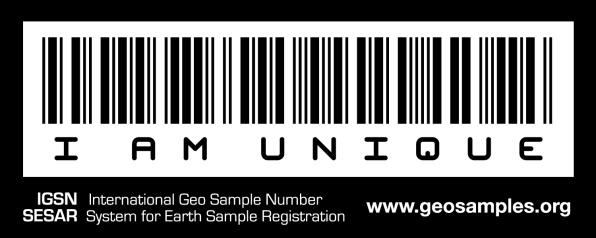 I AM UNIQUE
IGSN International Geo Sample Number
SESAR System for Earth Sample Registration
www.geosamples.org